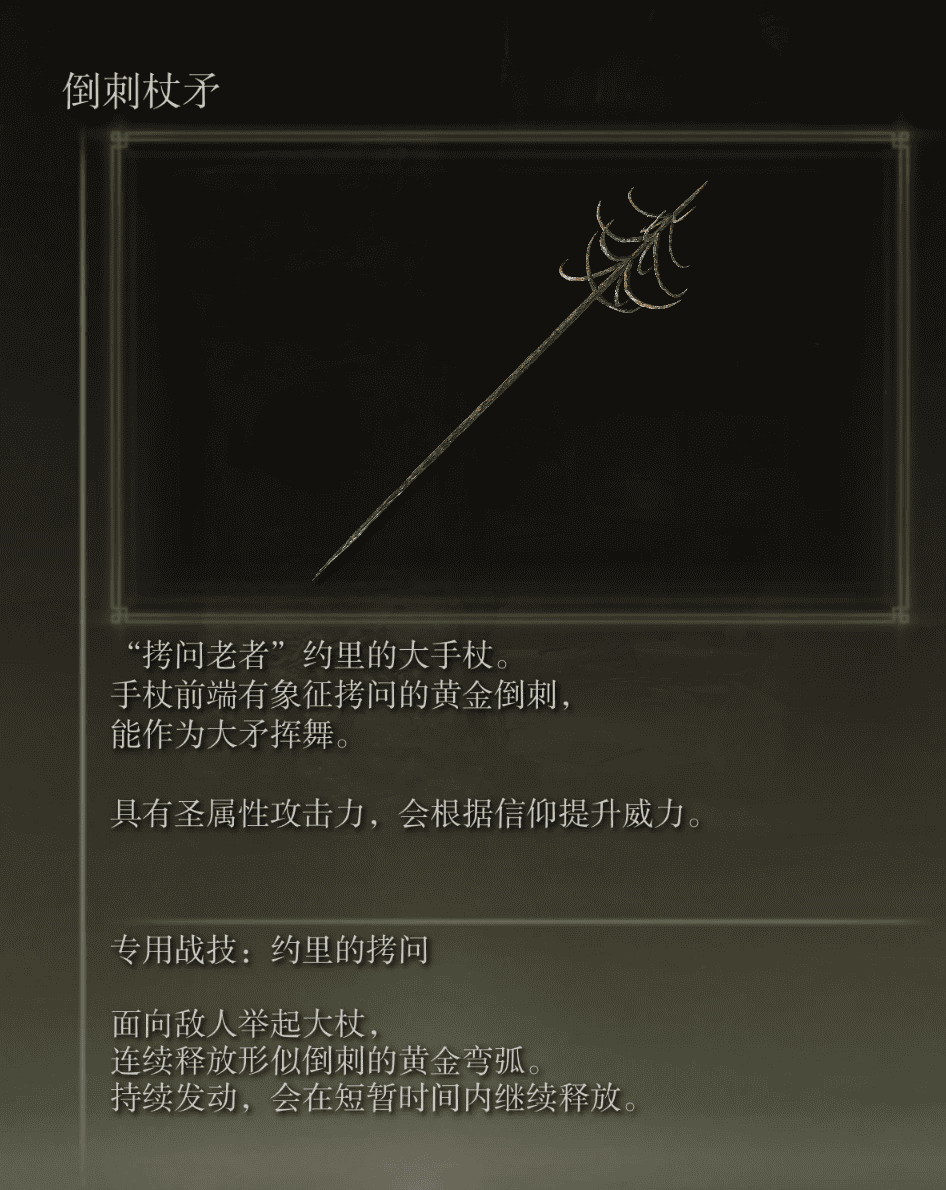 倒刺杖矛
“拷问老者”约里的大手杖。
手杖前端有象征拷问的黄金倒刺，
能作为大矛挥舞。
具有圣属性攻击力，会根据信仰提升威力。
专用战技：约里的拷问
面向敌人举起大杖，
连续释放形似倒刺的黄金弯弧。
持续发动，会在短暂时间内继续释放。